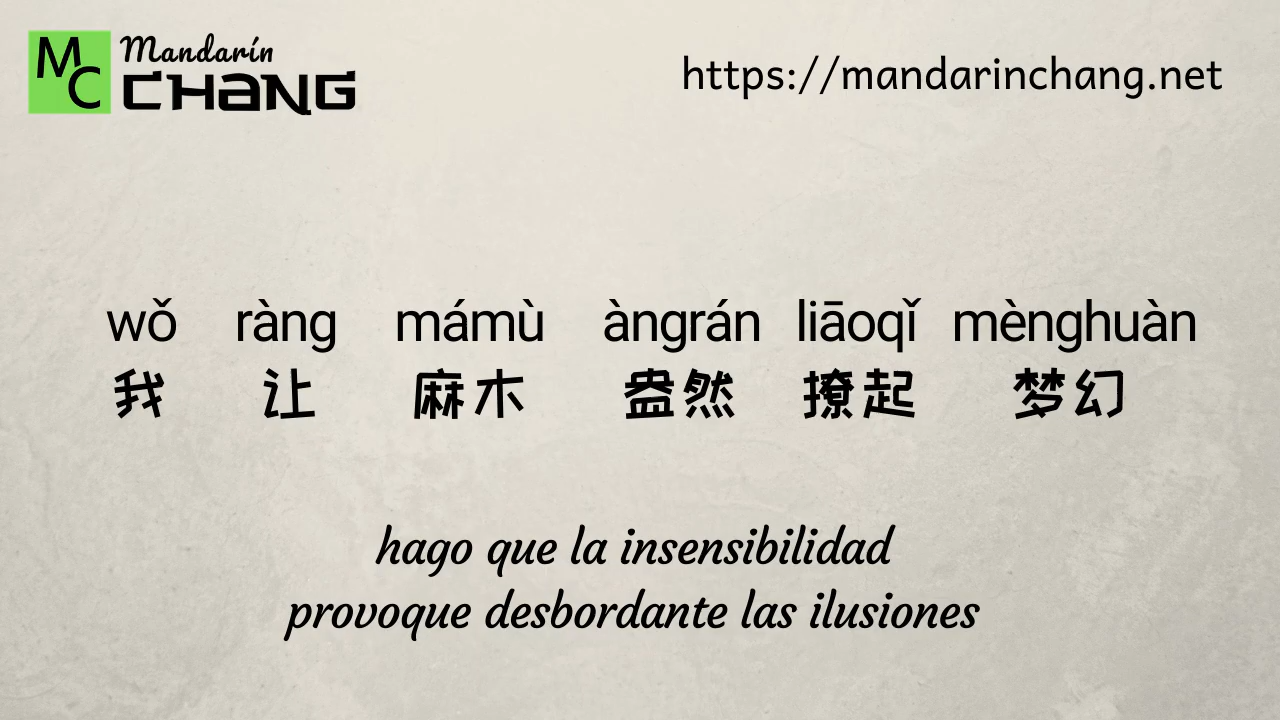 MC Mandarín
CHANG
https://mandarinchang.net
wǒ ràng mámù àngrán liāoqǐ mènghuàn
我 让 麻木 盎然 撩起 梦幻
hago que la insensibilidad
provoque desbordante las ilusiones